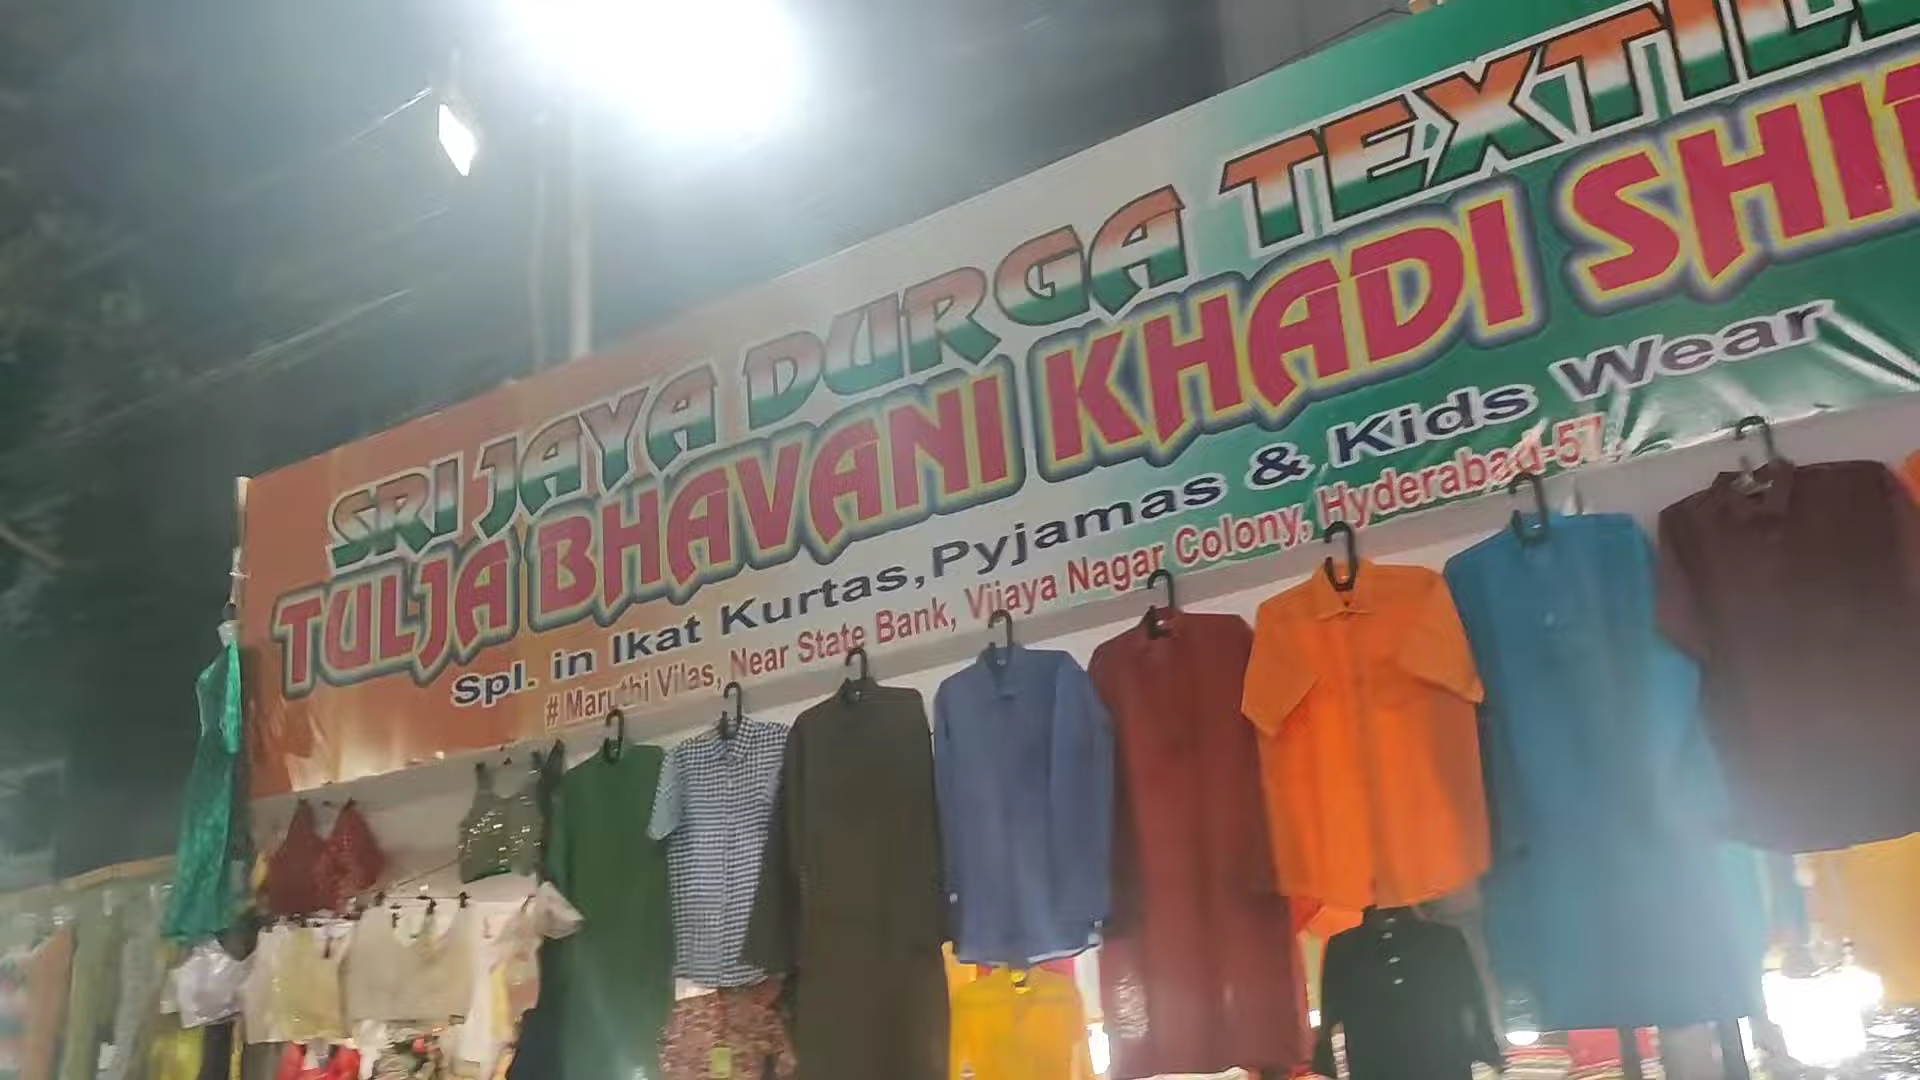 SRI JAYA DURGA TEXTIL
TULJA BHAVANI KHADI SHI
Spl. in Ikat Kurtas, Pyjamas & Kids Wear
# Maruthi Vilas, Near State Bank, Vijaya Nagar Colony, Hyderabad-57.